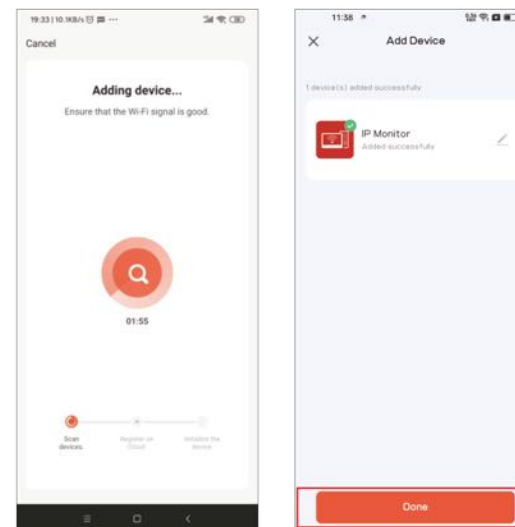 19:33 | 10.1KB/s
Cancel
Adding device...
Ensure that the Wi-Fi signal is good.
01:55
Scan
devices.
Register on
Cloud
Initialize the
device
11:38
Add Device
1 device(s) added successfully
IP Monitor
Added successfully
Done